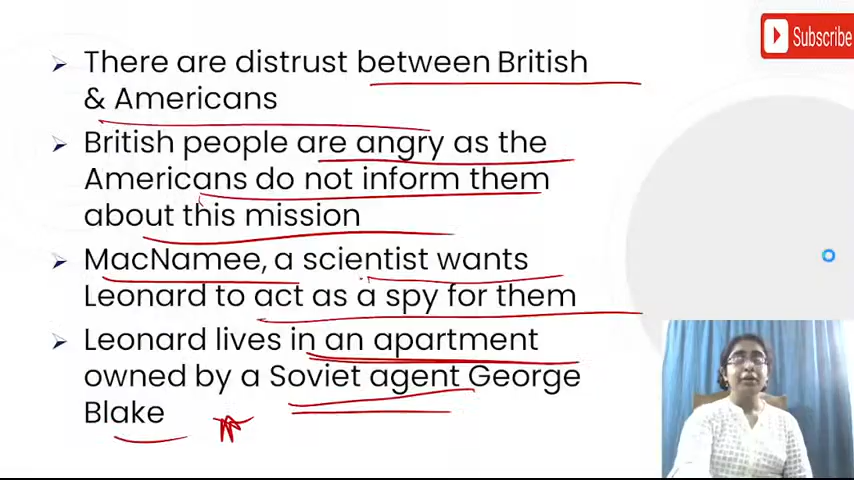 Subscribe
There are distrust between British
& Americans
British people are angry as the
Americans do not inform them
about this mission
MacNamee, a scientist wants
Leonard to act as a spy for them
Leonard lives in an apartment
owned by a Soviet agent George
Blake